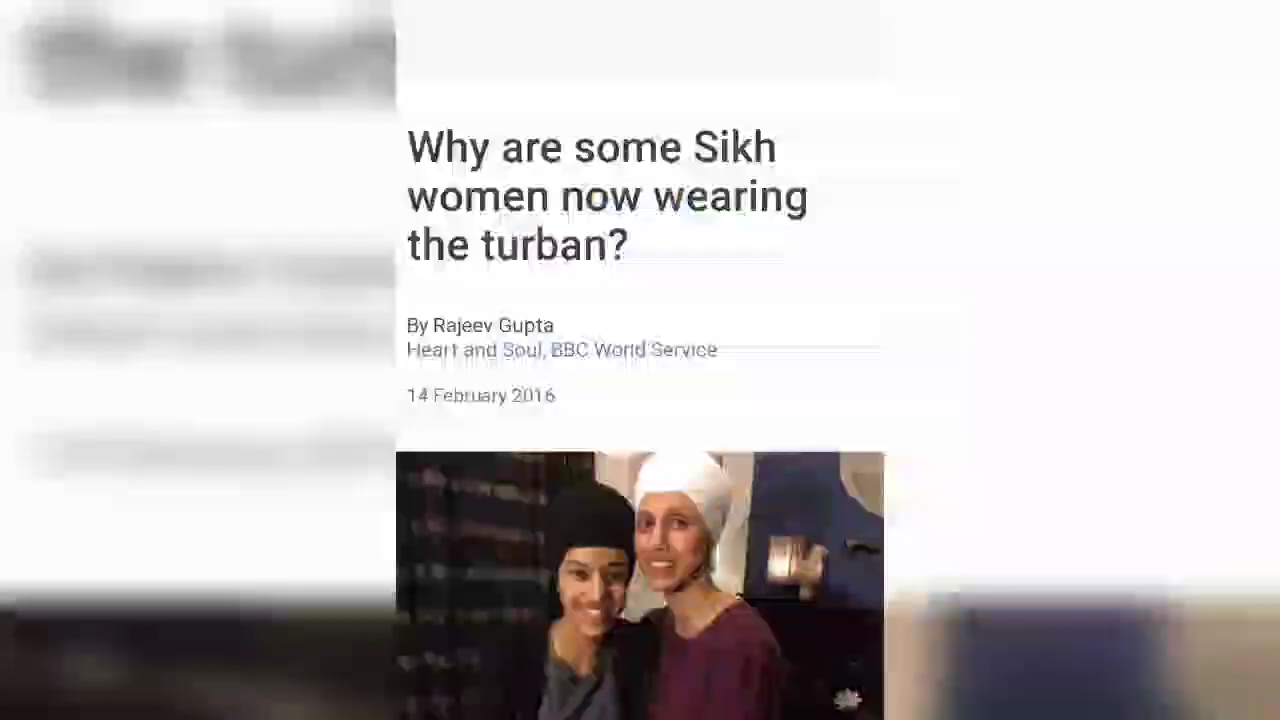 Why are some Sikh
women now wearing
the turban?
By Rajeev Gupta
Heart and Soul, BBC World Service
14 February 2016